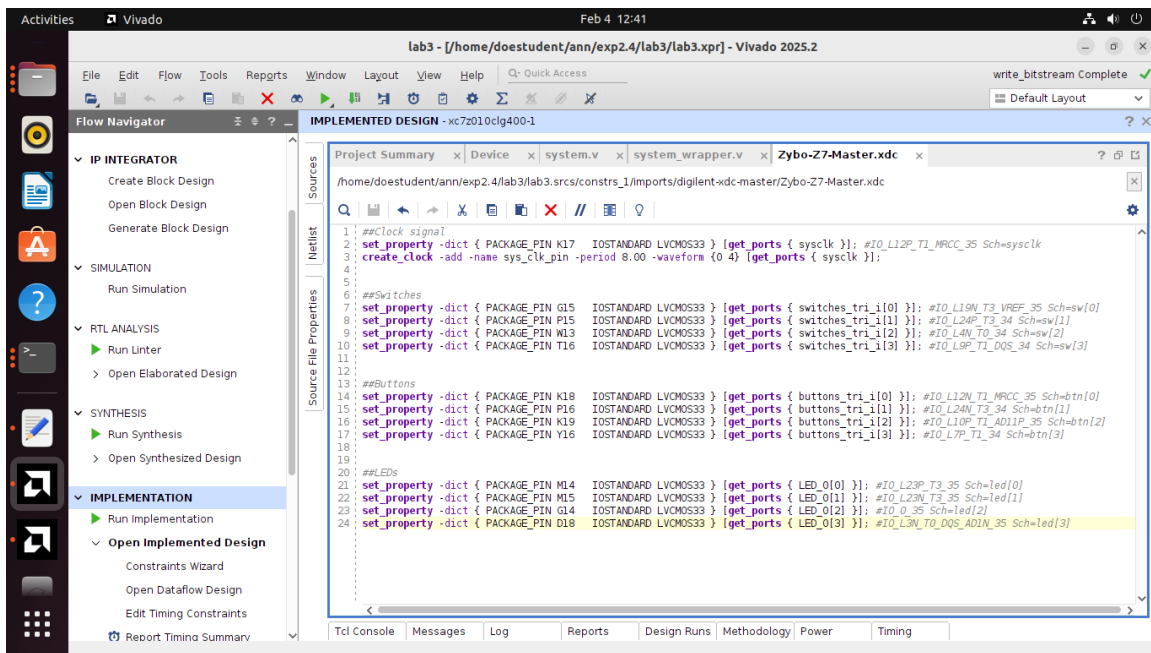 Activities Vivado Feb 4 12:41
lab3 - [/home/doestudent/ann/exp2.4/lab3/lab3.xpr] - Vivado 2025.2
File Edit Flow Tools Reports Window Layout View Help Q- Quick Access write_bitstream Complete
Default Layout
Flow Navigator
IMPLEMENTED DESIGN - xc7z010clg400-1
IP INTEGRATOR
Create Block Design
Open Block Design
Generate Block Design
SIMULATION
Run Simulation
RTL ANALYSIS
Run Linter
Open Elaborated Design
SYNTHESIS
Run Synthesis
Open Synthesized Design
IMPLEMENTATION
Run Implementation
Open Implemented Design
Constraints Wizard
Open Dataflow Design
Edit Timing Constraints
Report Timing Summary
Sources
Netlist
Source File Properties
Project Summary Device system.v system_wrapper.v Zybo-Z7-Master.xdc
/home/doestudent/ann/exp2.4/lab3/lab3.srcs/constrs_1/imports/digilent-xdc-master/Zybo-Z7-Master.xdc
1 ##Clock signal
2 set_property -dict { PACKAGE_PIN K17 IOSTANDARD LVCMOS33 } [get_ports { sysclk }]; #IO_L12P_T1_MRCC_35 Sch=sysclk
3 create_clock -add -name sys_clk_pin -period 8.00 -waveform {0 4} [get_ports { sysclk }];
4
5
6 ##Switches
7 set_property -dict { PACKAGE_PIN G15 IOSTANDARD LVCMOS33 } [get_ports { switches_tri_i[0] }]; #IO_L19N_T3_VREF_35 Sch=sw[0]
8 set_property -dict { PACKAGE_PIN P15 IOSTANDARD LVCMOS33 } [get_ports { switches_tri_i[1] }]; #IO_L24P_T3_34 Sch=sw[1]
9 set_property -dict { PACKAGE_PIN W13 IOSTANDARD LVCMOS33 } [get_ports { switches_tri_i[2] }]; #IO_L4N_T0_34 Sch=sw[2]
10 set_property -dict { PACKAGE_PIN T16 IOSTANDARD LVCMOS33 } [get_ports { switches_tri_i[3] }]; #IO_L9P_T1_DQS_34 Sch=sw[3]
11
12
13 ##Buttons
14 set_property -dict { PACKAGE_PIN K18 IOSTANDARD LVCMOS33 } [get_ports { buttons_tri_i[0] }]; #IO_L12N_T1_MRCC_35 Sch=btn[0]
15 set_property -dict { PACKAGE_PIN P16 IOSTANDARD LVCMOS33 } [get_ports { buttons_tri_i[1] }]; #IO_L24N_T3_34 Sch=btn[1]
16 set_property -dict { PACKAGE_PIN K19 IOSTANDARD LVCMOS33 } [get_ports { buttons_tri_i[2] }]; #IO_L10P_T1_AD11P_35 Sch=btn[2]
17 set_property -dict { PACKAGE_PIN Y16 IOSTANDARD LVCMOS33 } [get_ports { buttons_tri_i[3] }]; #IO_L7P_T1_34 Sch=btn[3]
18
19
20 ##LEDs
21 set_property -dict { PACKAGE_PIN M14 IOSTANDARD LVCMOS33 } [get_ports { LED_0[0] }]; #IO_L23P_T3_35 Sch=led[0]
22 set_property -dict { PACKAGE_PIN M15 IOSTANDARD LVCMOS33 } [get_ports { LED_0[1] }]; #IO_L23N_T3_35 Sch=led[1]
23 set_property -dict { PACKAGE_PIN G14 IOSTANDARD LVCMOS33 } [get_ports { LED_0[2] }]; #IO_0_35 Sch=led[2]
24 set_property -dict { PACKAGE_PIN D18 IOSTANDARD LVCMOS33 } [get_ports { LED_0[3] }]; #IO_L3N_T0_DQS_AD1N_35 Sch=led[3]
Tcl Console Messages Log Reports Design Runs Methodology Power Timing